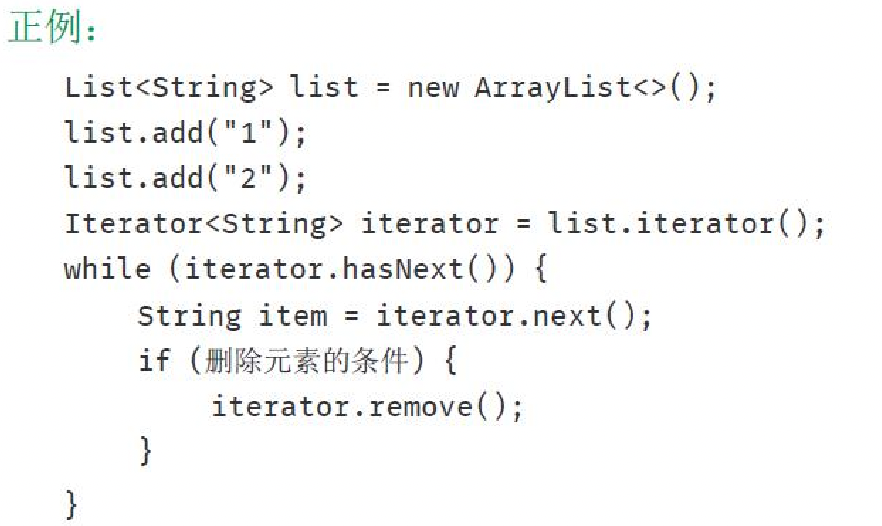 正例：
List<String> list = new ArrayList<>();
list.add("1");
list.add("2");
Iterator<String> iterator = list.iterator();
while (iterator.hasNext()) {
String item = iterator.next();
if (删除元素的条件) {
iterator.remove();
}
}